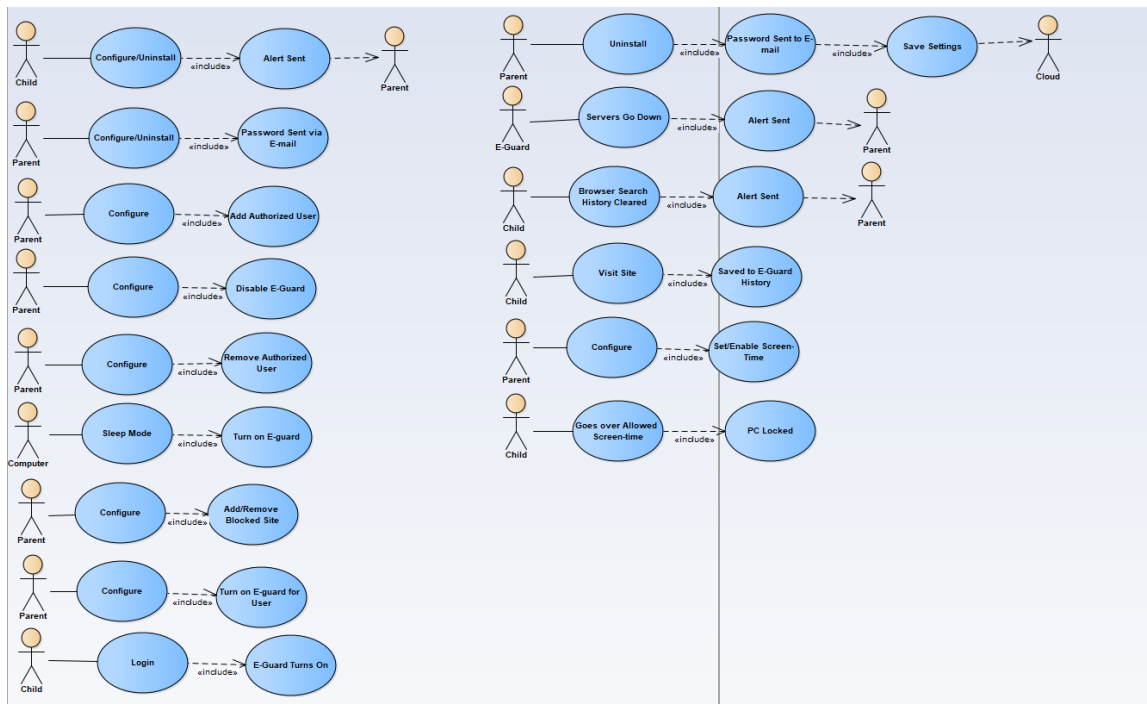 Configure/Uninstall
«include»
Alert Sent
Child
Parent
Configure/Uninstall
«include»
Password Sent via
E-mail
Parent
Configure
«include»
Add Authorized User
Parent
Configure
«include»
Disable E-Guard
Parent
Configure
«include»
Remove Authorized
User
Parent
Sleep Mode
«include»
Turn on E-guard
Computer
Configure
«include»
Add/Remove
Blocked Site
Parent
Configure
«include»
Turn on E-guard for
User
Parent
Login
«include»
E-Guard Turns On
Child
Uninstall
«include»
Password Sent to E-
mail
«include»
Save Settings
Parent
Cloud
Servers Go Down
«include»
Alert Sent
E-Guard
Parent
Browser Search
History Cleared
«include»
Alert Sent
Child
Parent
Visit Site
«include»
Saved to E-Guard
History
Child
Configure
«include»
Set/Enable Screen-
Time
Parent
Goes over Allowed
Screen-time
«include»
PC Locked
Child